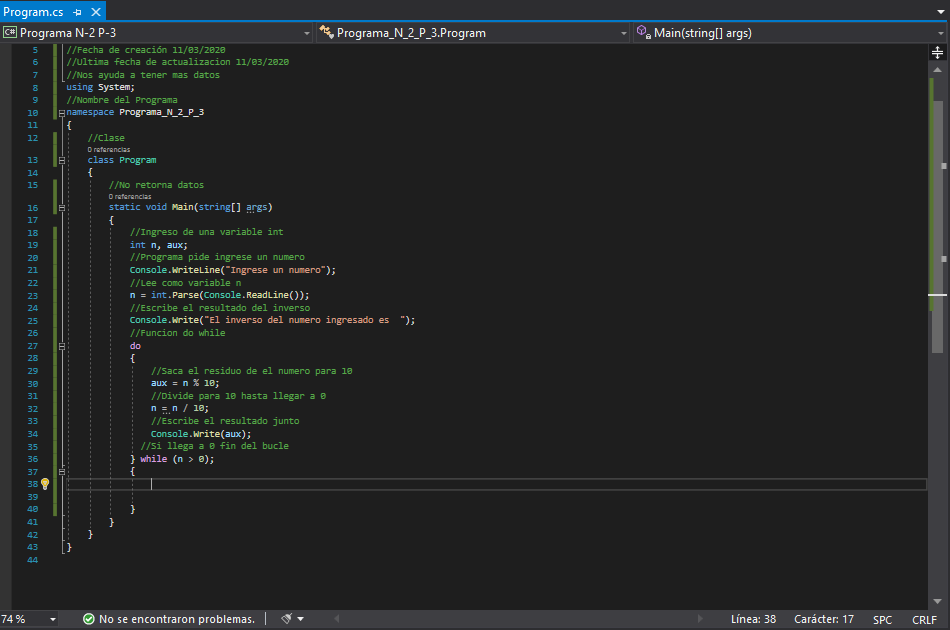 Program.cs
C# Programa N-2 P-3 Programa_N_2_P_3.Program Main(string[] args)
5 //Fecha de creación 11/03/2020
6 //Ultima fecha de actualizacion 11/03/2020
7 //Nos ayuda a tener mas datos
8 using System;
9 //Nombre del Programa
10 namespace Programa_N_2_P_3
11 {
12 //Clase
0 referencias
13 class Program
14 {
15 //No retorna datos
0 referencias
16 static void Main(string[] args)
17 {
18 //Ingreso de una variable int
19 int n, aux;
20 //Programa pide ingrese un numero
21 Console.WriteLine("Ingrese un numero");
22 //Lee como variable n
23 n = int.Parse(Console.ReadLine());
24 //Escribe el resultado del inverso
25 Console.Write("El inverso del numero ingresado es  ");
26 //Funcion do while
27 do
28 {
29 //Saca el residuo de el numero para 10
30 aux = n % 10;
31 //Divide para 10 hasta llegar a 0
32 n = n / 10;
33 //Escribe el resultado junto
34 Console.Write(aux);
35 //Si llega a 0 fin del bucle
36 } while (n > 0);
37 {
38
39
40 }
41 }
42 }
43 }
44
74 % No se encontraron problemas. Línea: 38 Carácter: 17 SPC CRLF